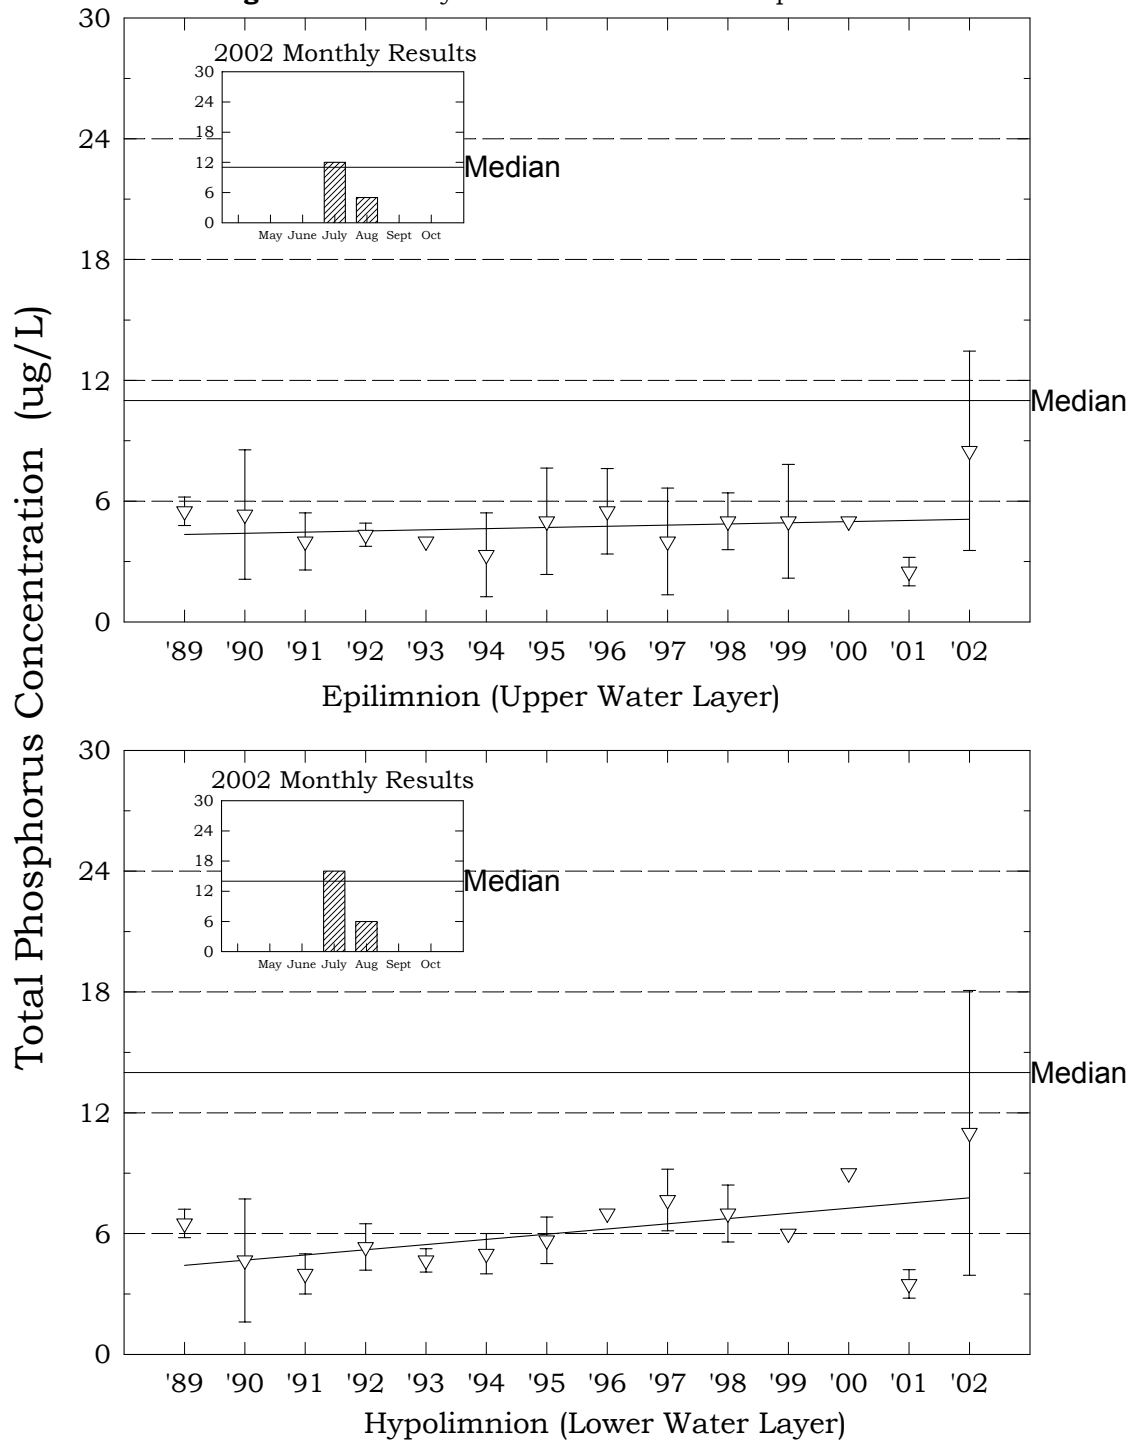 30
2002 Monthly Results
30
24
18
12
6
0
Median
May June July Aug Sept Oct
24
18
12
6
0
Median
'89 '90 '91 '92 '93 '94 '95 '96 '97 '98 '99 '00 '01 '02
Epilimnion (Upper Water Layer)
Total Phosphorus Concentration (ug/L)
30
2002 Monthly Results
30
24
18
12
6
0
Median
May June July Aug Sept Oct
24
18
12
6
0
Median
'89 '90 '91 '92 '93 '94 '95 '96 '97 '98 '99 '00 '01 '02
Hypolimnion (Lower Water Layer)